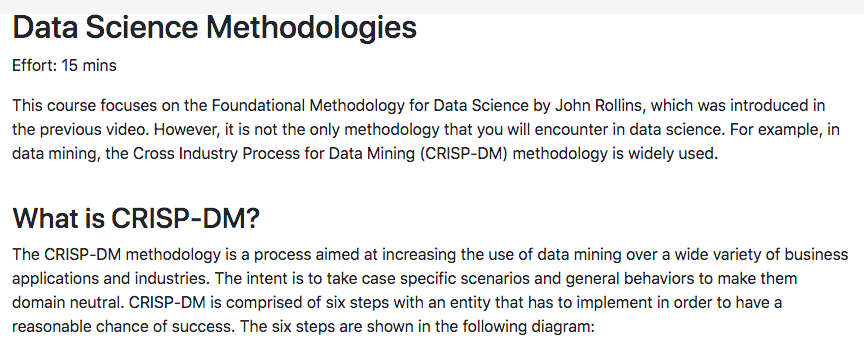 Data Science Methodologies
Effort: 15 mins
This course focuses on the Foundational Methodology for Data Science by John Rollins, which was introduced in
the previous video. However, it is not the only methodology that you will encounter in data science. For example, in
data mining, the Cross Industry Process for Data Mining (CRISP-DM) methodology is widely used.
What is CRISP-DM?
The CRISP-DM methodology is a process aimed at increasing the use of data mining over a wide variety of business
applications and industries. The intent is to take case specific scenarios and general behaviors to make them
domain neutral. CRISP-DM is comprised of six steps with an entity that has to implement in order to have a
reasonable chance of success. The six steps are shown in the following diagram: